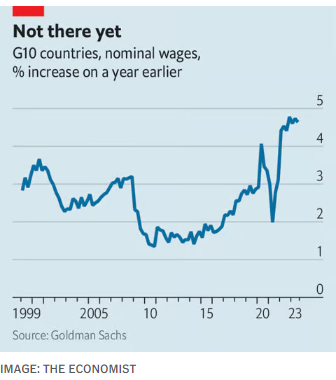 Not there yet
G10 countries, nominal wages,
% increase on a year earlier
5
4
3
2
1
0
1999 2005 10 15 20 23
Source: Goldman Sachs
IMAGE: THE ECONOMIST